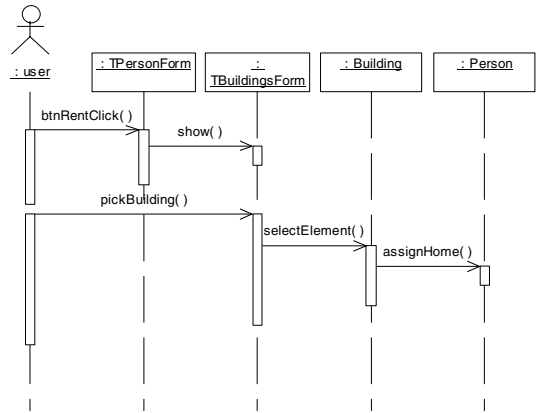 : user
: TPersonForm
:
TBuildingsForm
: Building
: Person
btnRentClick( )
show( )
pickBuilding( )
selectElement( )
assignHome( )